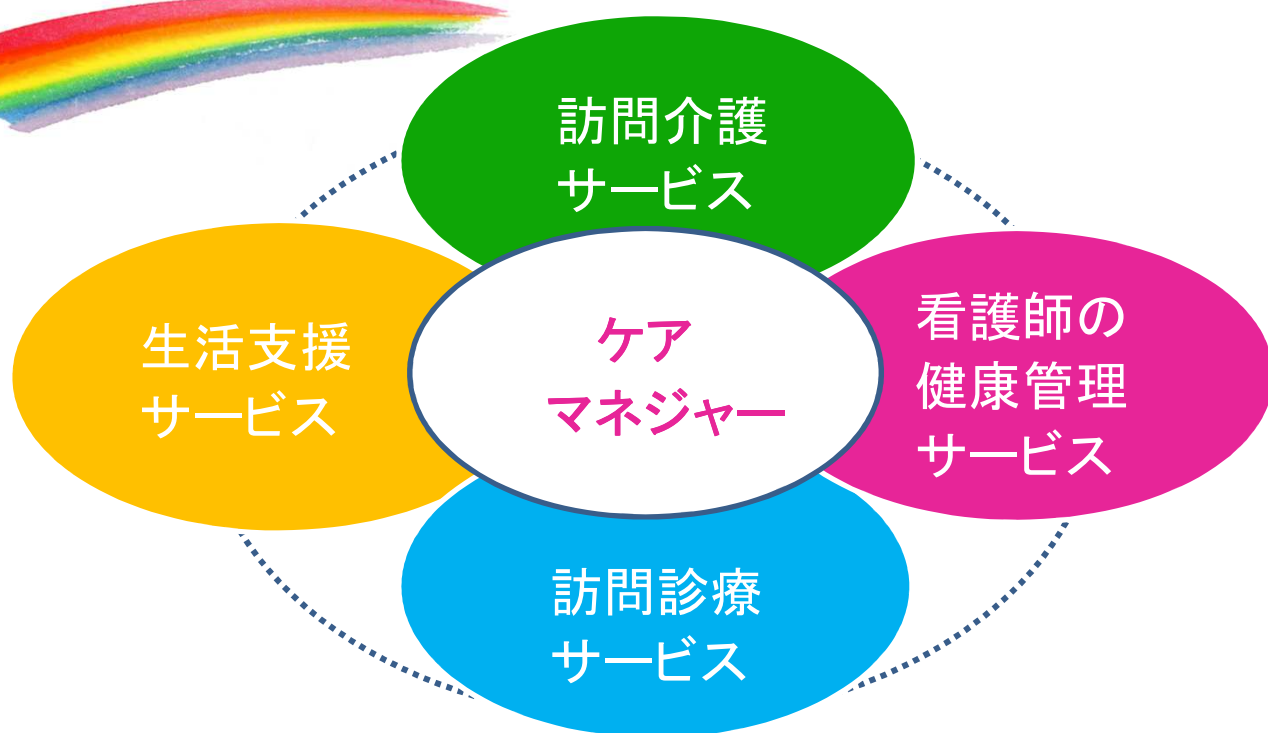 訪問介護
サービス
生活支援
サービス
ケア
マネジャー
看護師の
健康管理
サービス
訪問診療
サービス